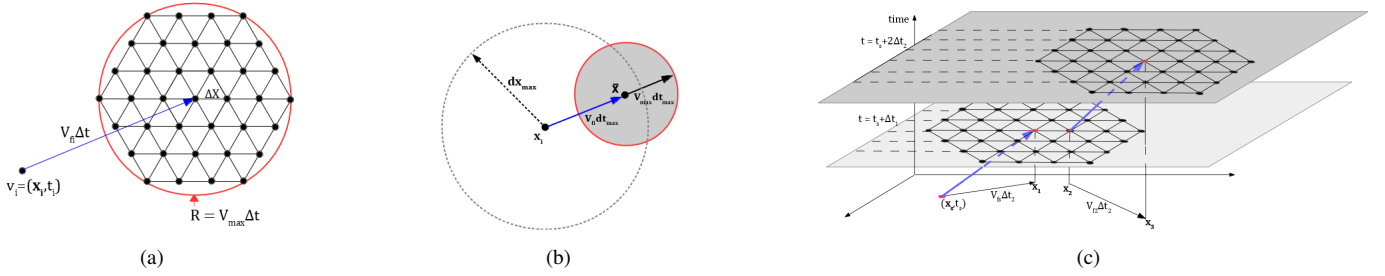 ΔX
V_fi Δt
v_i=(x_i,t_i)
R = V_max Δt
(a)
dx_max
x̃
V_max dt_max
V_fi dt_max
x_i
(b)
time
t = t_s+2Δt_2
t = t_s+Δt_1
(x_s,t_s)
V_fi Δt_2
x_1
x_2
V_f2 Δt_2
x_3
(c)